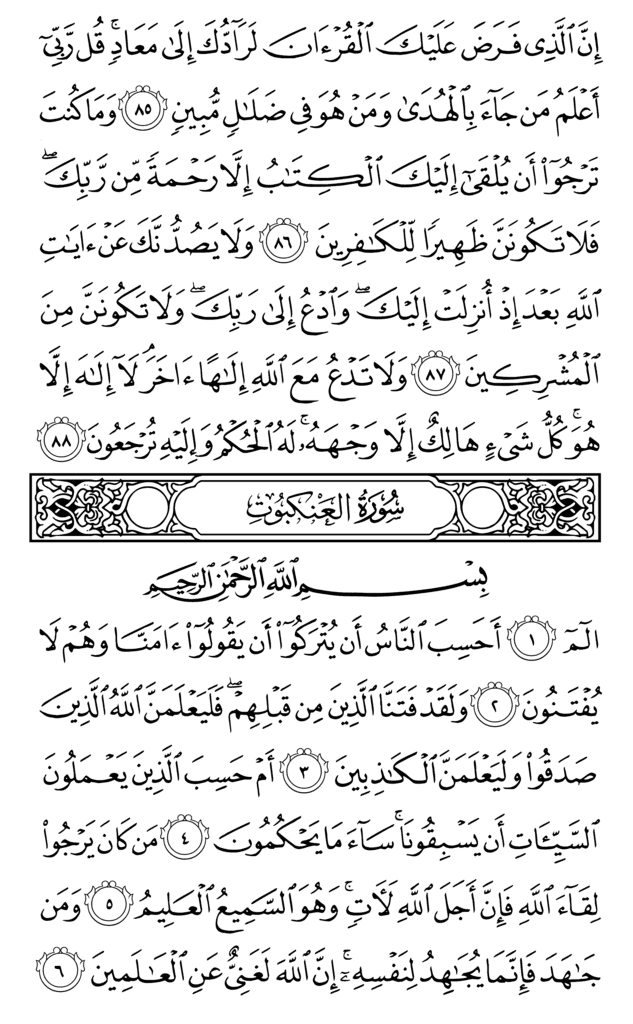 إِنَّ ٱلَّذِى فَرَضَ عَلَيْكَ ٱلْقُرْءَانَ لَرَآدُّكَ إِلَىٰ مَعَادٍ ۚ قُل رَّبِّىٓ
أَعْلَمُ مَن جَآءَ بِٱلْهُدَىٰ وَمَنْ هُوَ فِى ضَلَـٰلٍ مُّبِينٍ ٨٥ وَمَا كُنتَ
تَرْجُوٓا۟ أَن يُلْقَىٰٓ إِلَيْكَ ٱلْكِتَـٰبُ إِلَّا رَحْمَةً مِّن رَّبِّكَ ۖ
فَلَا تَكُونَنَّ ظَهِيرًا لِّلْكَـٰفِرِينَ ٨٦ وَلَا يَصُدُّنَّكَ عَنْ ءَايَـٰتِ
ٱللَّهِ بَعْدَ إِذْ أُنزِلَتْ إِلَيْكَ ۖ وَٱدْعُ إِلَىٰ رَبِّكَ ۖ وَلَا تَكُونَنَّ مِنَ
ٱلْمُشْرِكِينَ ٨٧ وَلَا تَدْعُ مَعَ ٱللَّهِ إِلَـٰهًا ءَاخَرَ ۘ لَآ إِلَـٰهَ إِلَّا
هُوَ ۚ كُلُّ شَىْءٍ هَالِكٌ إِلَّا وَجْهَهُۥ ۚ لَهُ ٱلْحُكْمُ وَإِلَيْهِ تُرْجَعُونَ ٨٨
سُورَةُ العَنكَبُوتِ
بِسْمِ ٱللَّهِ ٱلرَّحْمَـٰنِ ٱلرَّحِيمِ
الٓمٓ ١ أَحَسِبَ ٱلنَّاسُ أَن يُتْرَكُوٓا۟ أَن يَقُولُوٓا۟ ءَامَنَّا وَهُمْ لَا
يُفْتَنُونَ ٢ وَلَقَدْ فَتَنَّا ٱلَّذِينَ مِن قَبْلِهِمْ ۖ فَلَيَعْلَمَنَّ ٱللَّهُ ٱلَّذِينَ
صَدَقُوا۟ وَلَيَعْلَمَنَّ ٱلْكَـٰذِبِينَ ٣ أَمْ حَسِبَ ٱلَّذِينَ يَعْمَلُونَ
ٱلسَّيِّـَٔاتِ أَن يَسْبِقُونَا ۚ سَآءَ مَا يَحْكُمُونَ ٤ مَن كَانَ يَرْجُوا۟
لِقَآءَ ٱللَّهِ فَإِنَّ أَجَلَ ٱللَّهِ لَـَٔاتٍ ۚ وَهُوَ ٱلسَّمِيعُ ٱلْعَلِيمُ ٥ وَمَن
جَـٰهَدَ فَإِنَّمَا يُجَـٰهِدُ لِنَفْسِهِۦٓ ۚ إِنَّ ٱللَّهَ لَغَنِىٌّ عَنِ ٱلْعَـٰلَمِينَ ٦